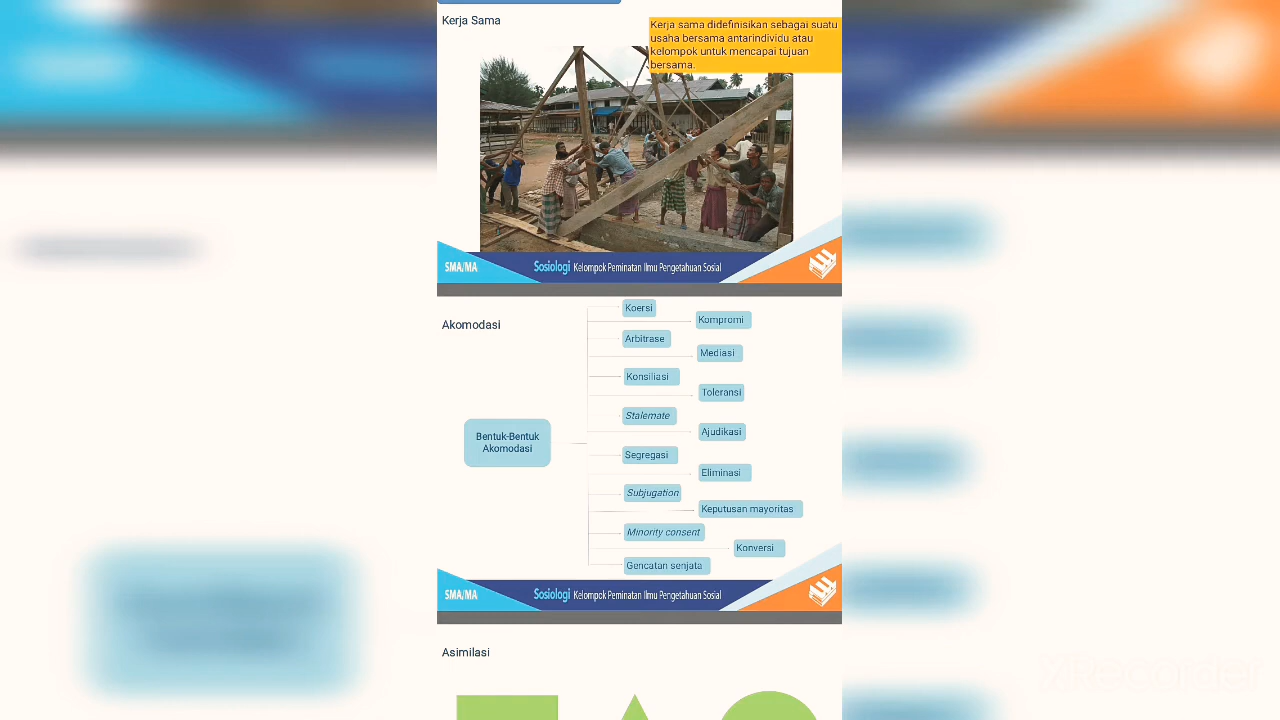 Kerja Sama
Kerja sama didefinisikan sebagai suatu
usaha bersama antarindividu atau
kelompok untuk mencapai tujuan
bersama.
SMA/MA
Sosiologi Kelompok Peminatan Ilmu Pengetahuan Sosial
Akomodasi
Bentuk-Bentuk
Akomodasi
Koersi
Kompromi
Arbitrase
Mediasi
Konsiliasi
Toleransi
Stalemate
Ajudikasi
Segregasi
Eliminasi
Subjugation
Keputusan mayoritas
Minority consent
Konversi
Gencatan senjata
SMA/MA
Sosiologi Kelompok Peminatan Ilmu Pengetahuan Sosial
Asimilasi
XRecorder